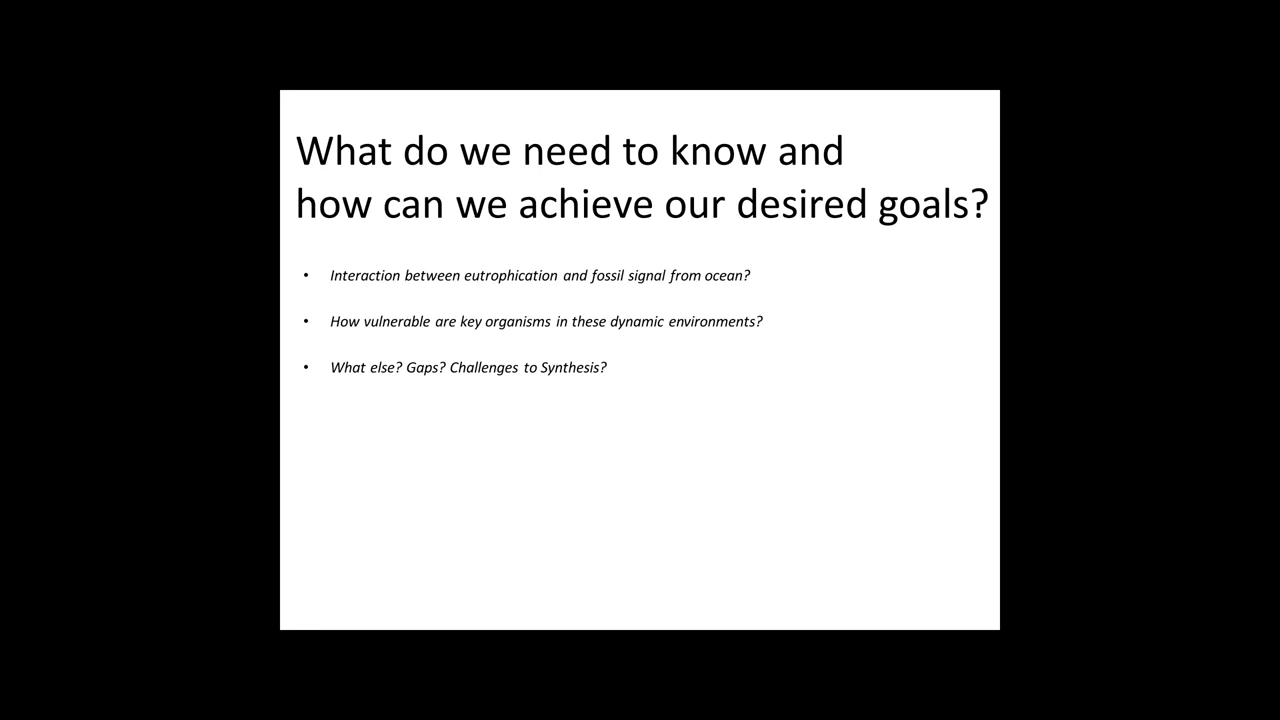 What do we need to know and
how can we achieve our desired goals?
• Interaction between eutrophication and fossil signal from ocean?
• How vulnerable are key organisms in these dynamic environments?
• What else? Gaps? Challenges to Synthesis?